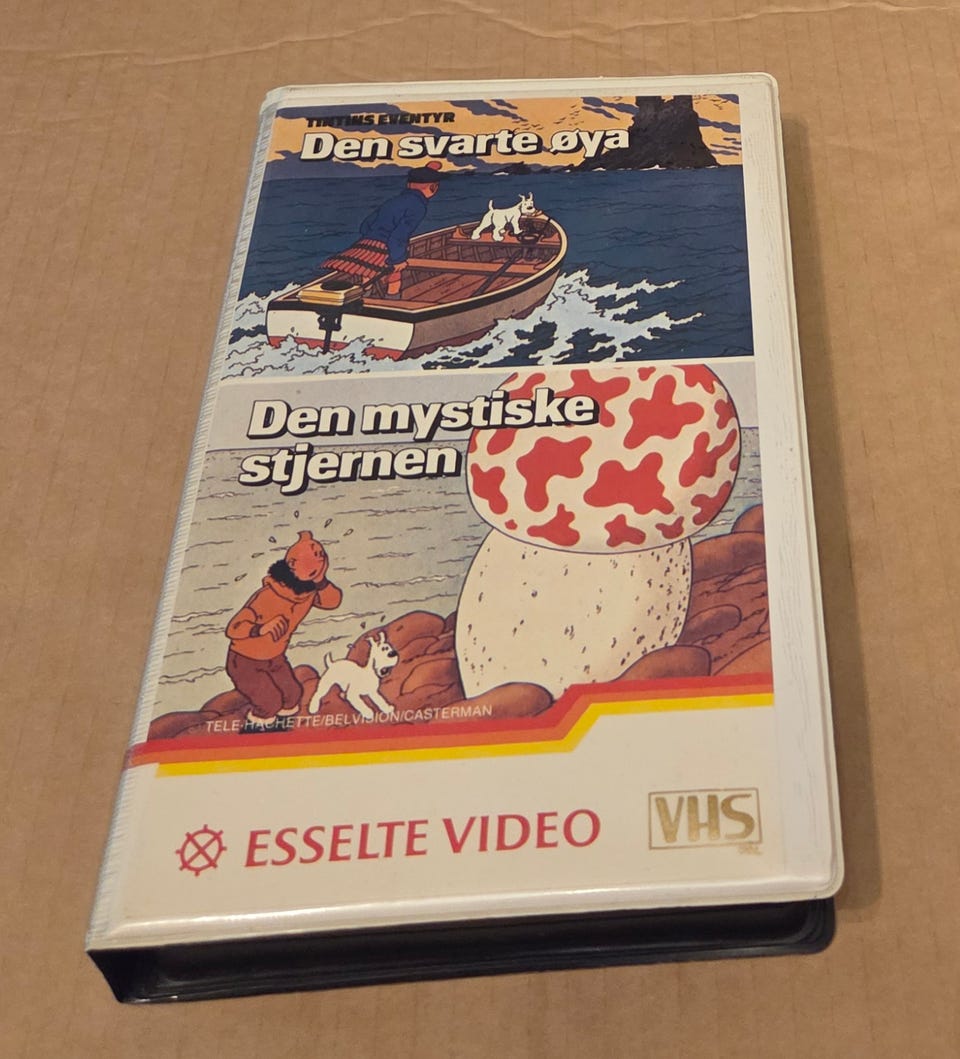 TINTINS EVENTYR
Den svarte øya
Den mystiske
stjernen
TELE-HACHETTE/BELVISION/CASTERMAN
ESSELTE VIDEO
VHS